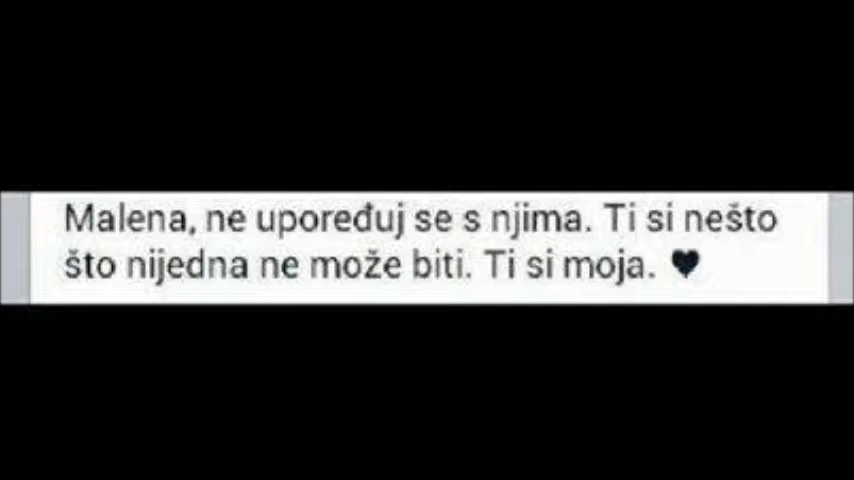 Malena, ne upoređuj se s njima. Ti si nešto
što nijedna ne može biti. Ti si moja. ♥